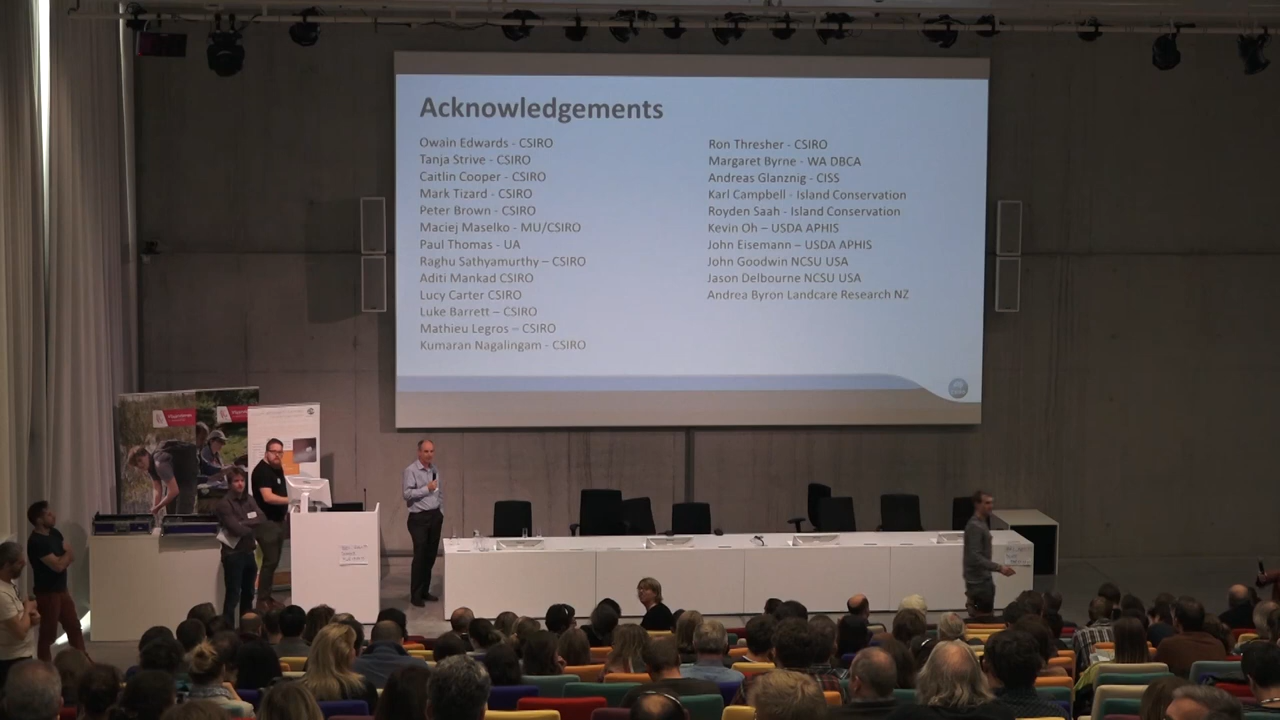 Acknowledgements
Owain Edwards - CSIRO
Tanja Strive - CSIRO
Caitlin Cooper - CSIRO
Mark Tizard - CSIRO
Peter Brown - CSIRO
Maciej Maselko - MU/CSIRO
Paul Thomas - UA
Raghu Sathyamurthy – CSIRO
Aditi Mankad CSIRO
Lucy Carter CSIRO
Luke Barrett – CSIRO
Mathieu Legros – CSIRO
Kumaran Nagalingam - CSIRO
Ron Thresher - CSIRO
Margaret Byrne - WA DBCA
Andreas Glanznig - CISS
Karl Campbell - Island Conservation
Royden Saah - Island Conservation
Kevin Oh – USDA APHIS
John Eisemann – USDA APHIS
John Goodwin NCSU USA
Jason Delbourne NCSU USA
Andrea Byron Landcare Research NZ